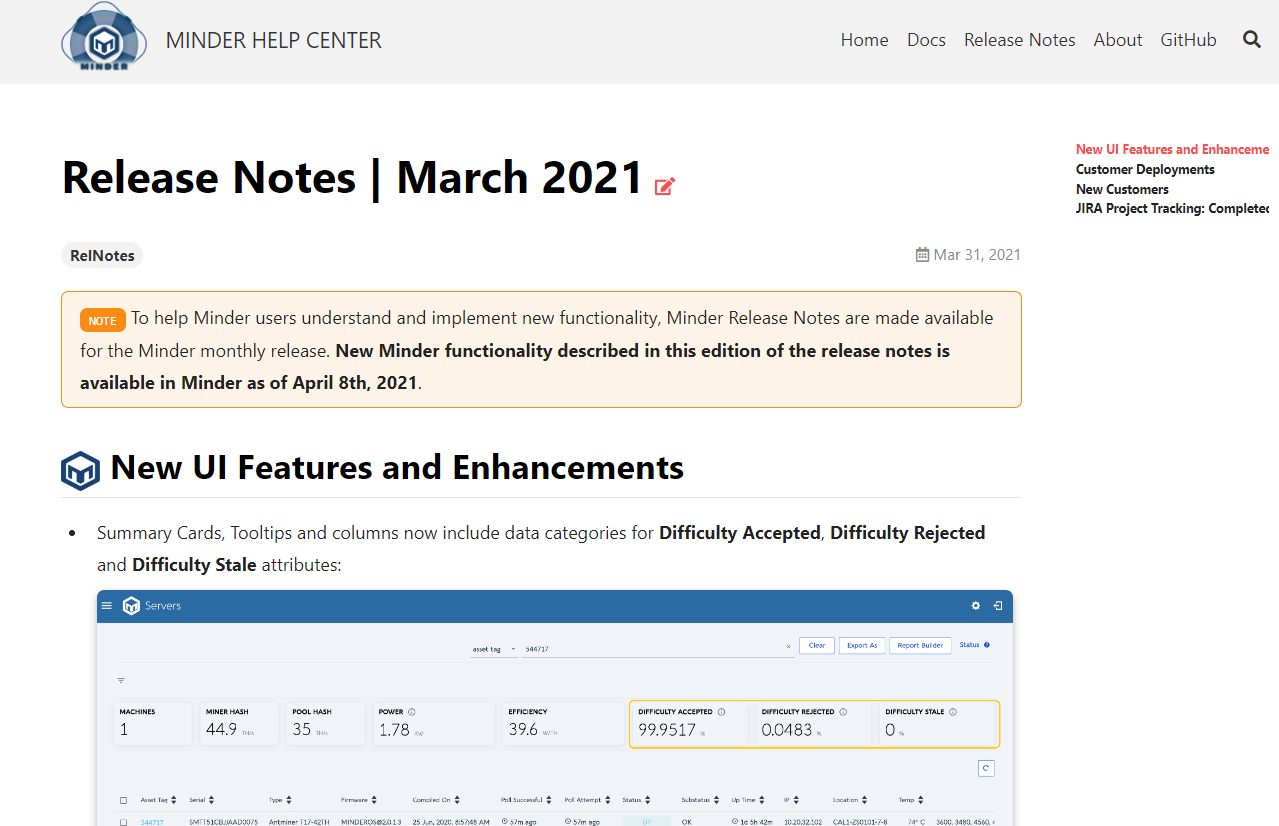 MINDER
MINDER HELP CENTER
Home Docs Release Notes About GitHub
Release Notes | March 2021
New UI Features and Enhanceme
Customer Deployments
New Customers
JIRA Project Tracking: Completed
RelNotes
Mar 31, 2021
NOTE To help Minder users understand and implement new functionality, Minder Release Notes are made available
for the Minder monthly release. New Minder functionality described in this edition of the release notes is
available in Minder as of April 8th, 2021.
New UI Features and Enhancements
• Summary Cards, Tooltips and columns now include data categories for Difficulty Accepted, Difficulty Rejected
and Difficulty Stale attributes:
Servers
asset tag 544717 × Clear Export As Report Builder Status
MACHINES MINER HASH POOL HASH POWER EFFICIENCY DIFFICULTY ACCEPTED DIFFICULTY REJECTED DIFFICULTY STALE
1 44.9 TH/s 35 TH/s 1.78 KW 39.6 W/TH 99.9517 % 0.0483 % 0 %
Asset Tag Serial Type Firmware Compiled On Poll Successful Poll Attempt Status Substatus Up Time IP Location Temp
544717 SMTT51CBJJAAD0075 Antminer T17-42TH MINDEROS@2.0.1.3 25 Jun, 2020, 8:57:48 AM 57m ago 57m ago UP OK 1d 5h 42m 10.20.32.102 CAL1-ZS0101-7-8 74° C 3600, 3480, 4560,